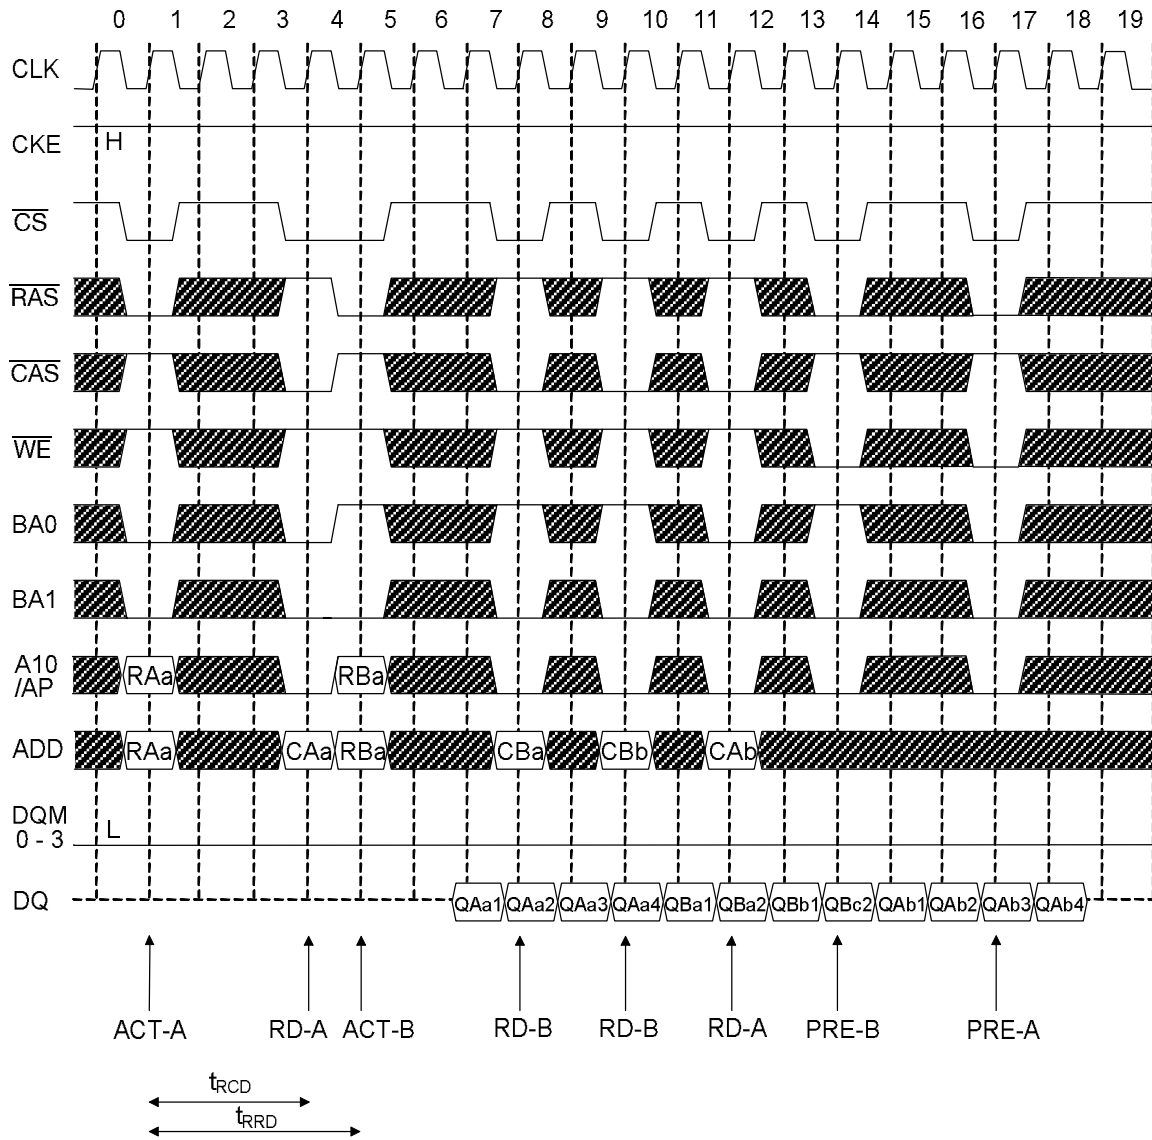 0 1 2 3 4 5 6 7 8 9 10 11 12 13 14 15 16 17 18 19
CLK
CKE H
CS
RAS
CAS
WE
BA0
BA1
A10
/AP RAa RBa
ADD RAa CAa RBa CBa CBb CAb
DQM
0 - 3 L
DQ QAa1 QAa2 QAa3 QAa4 QBa1 QBa2 QBb1 QBc2 QAb1 QAb2 QAb3 QAb4
ACT-A RD-A ACT-B RD-B RD-B RD-A PRE-B PRE-A
tRCD
tRRD